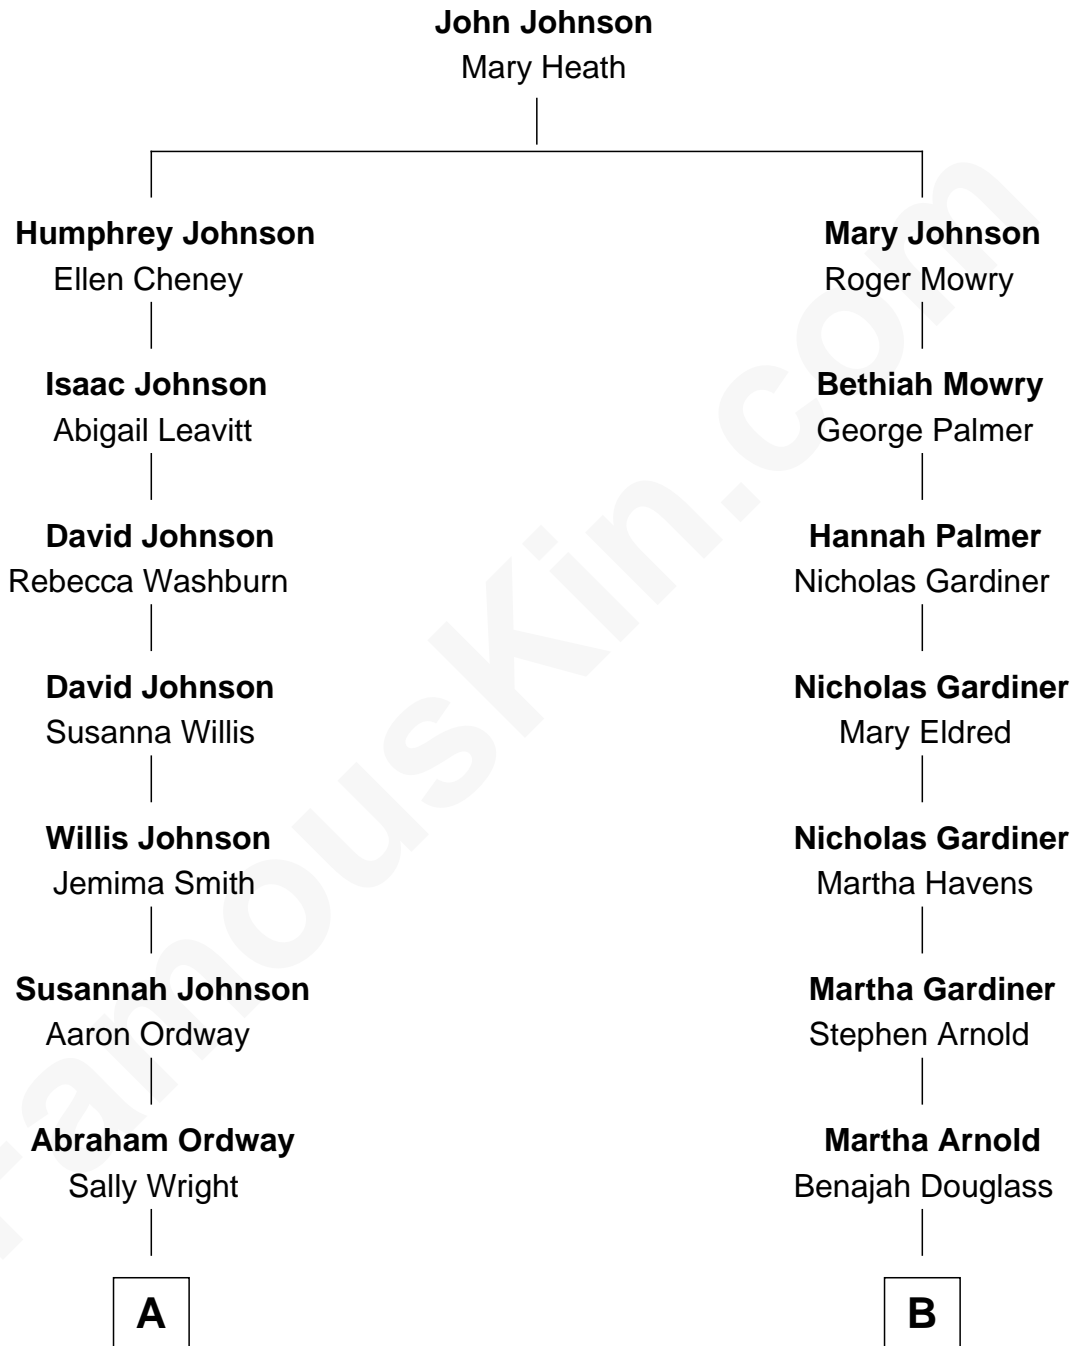 John Johnson
Mary Heath
Humphrey Johnson
Ellen Cheney
Isaac Johnson
Abigail Leavitt
David Johnson
Rebecca Washburn
David Johnson
Susanna Willis
Willis Johnson
Jemima Smith
Susannah Johnson
Aaron Ordway
Abraham Ordway
Sally Wright
A
Mary Johnson
Roger Mowry
Bethiah Mowry
George Palmer
Hannah Palmer
Nicholas Gardiner
Nicholas Gardiner
Mary Eldred
Nicholas Gardiner
Martha Havens
Martha Gardiner
Stephen Arnold
Martha Arnold
Benajah Douglass
B
FamousKin.com